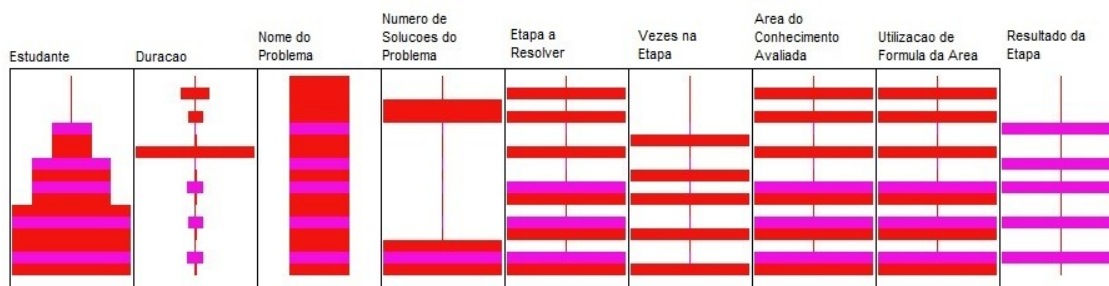 Estudante
Duracao
Nome do
Problema
Numero de
Solucoes do
Problema
Etapa a
Resolver
Vezes na
Etapa
Area do
Conhecimento
Avaliada
Utilizacao de
Formula da Area
Resultado da
Etapa